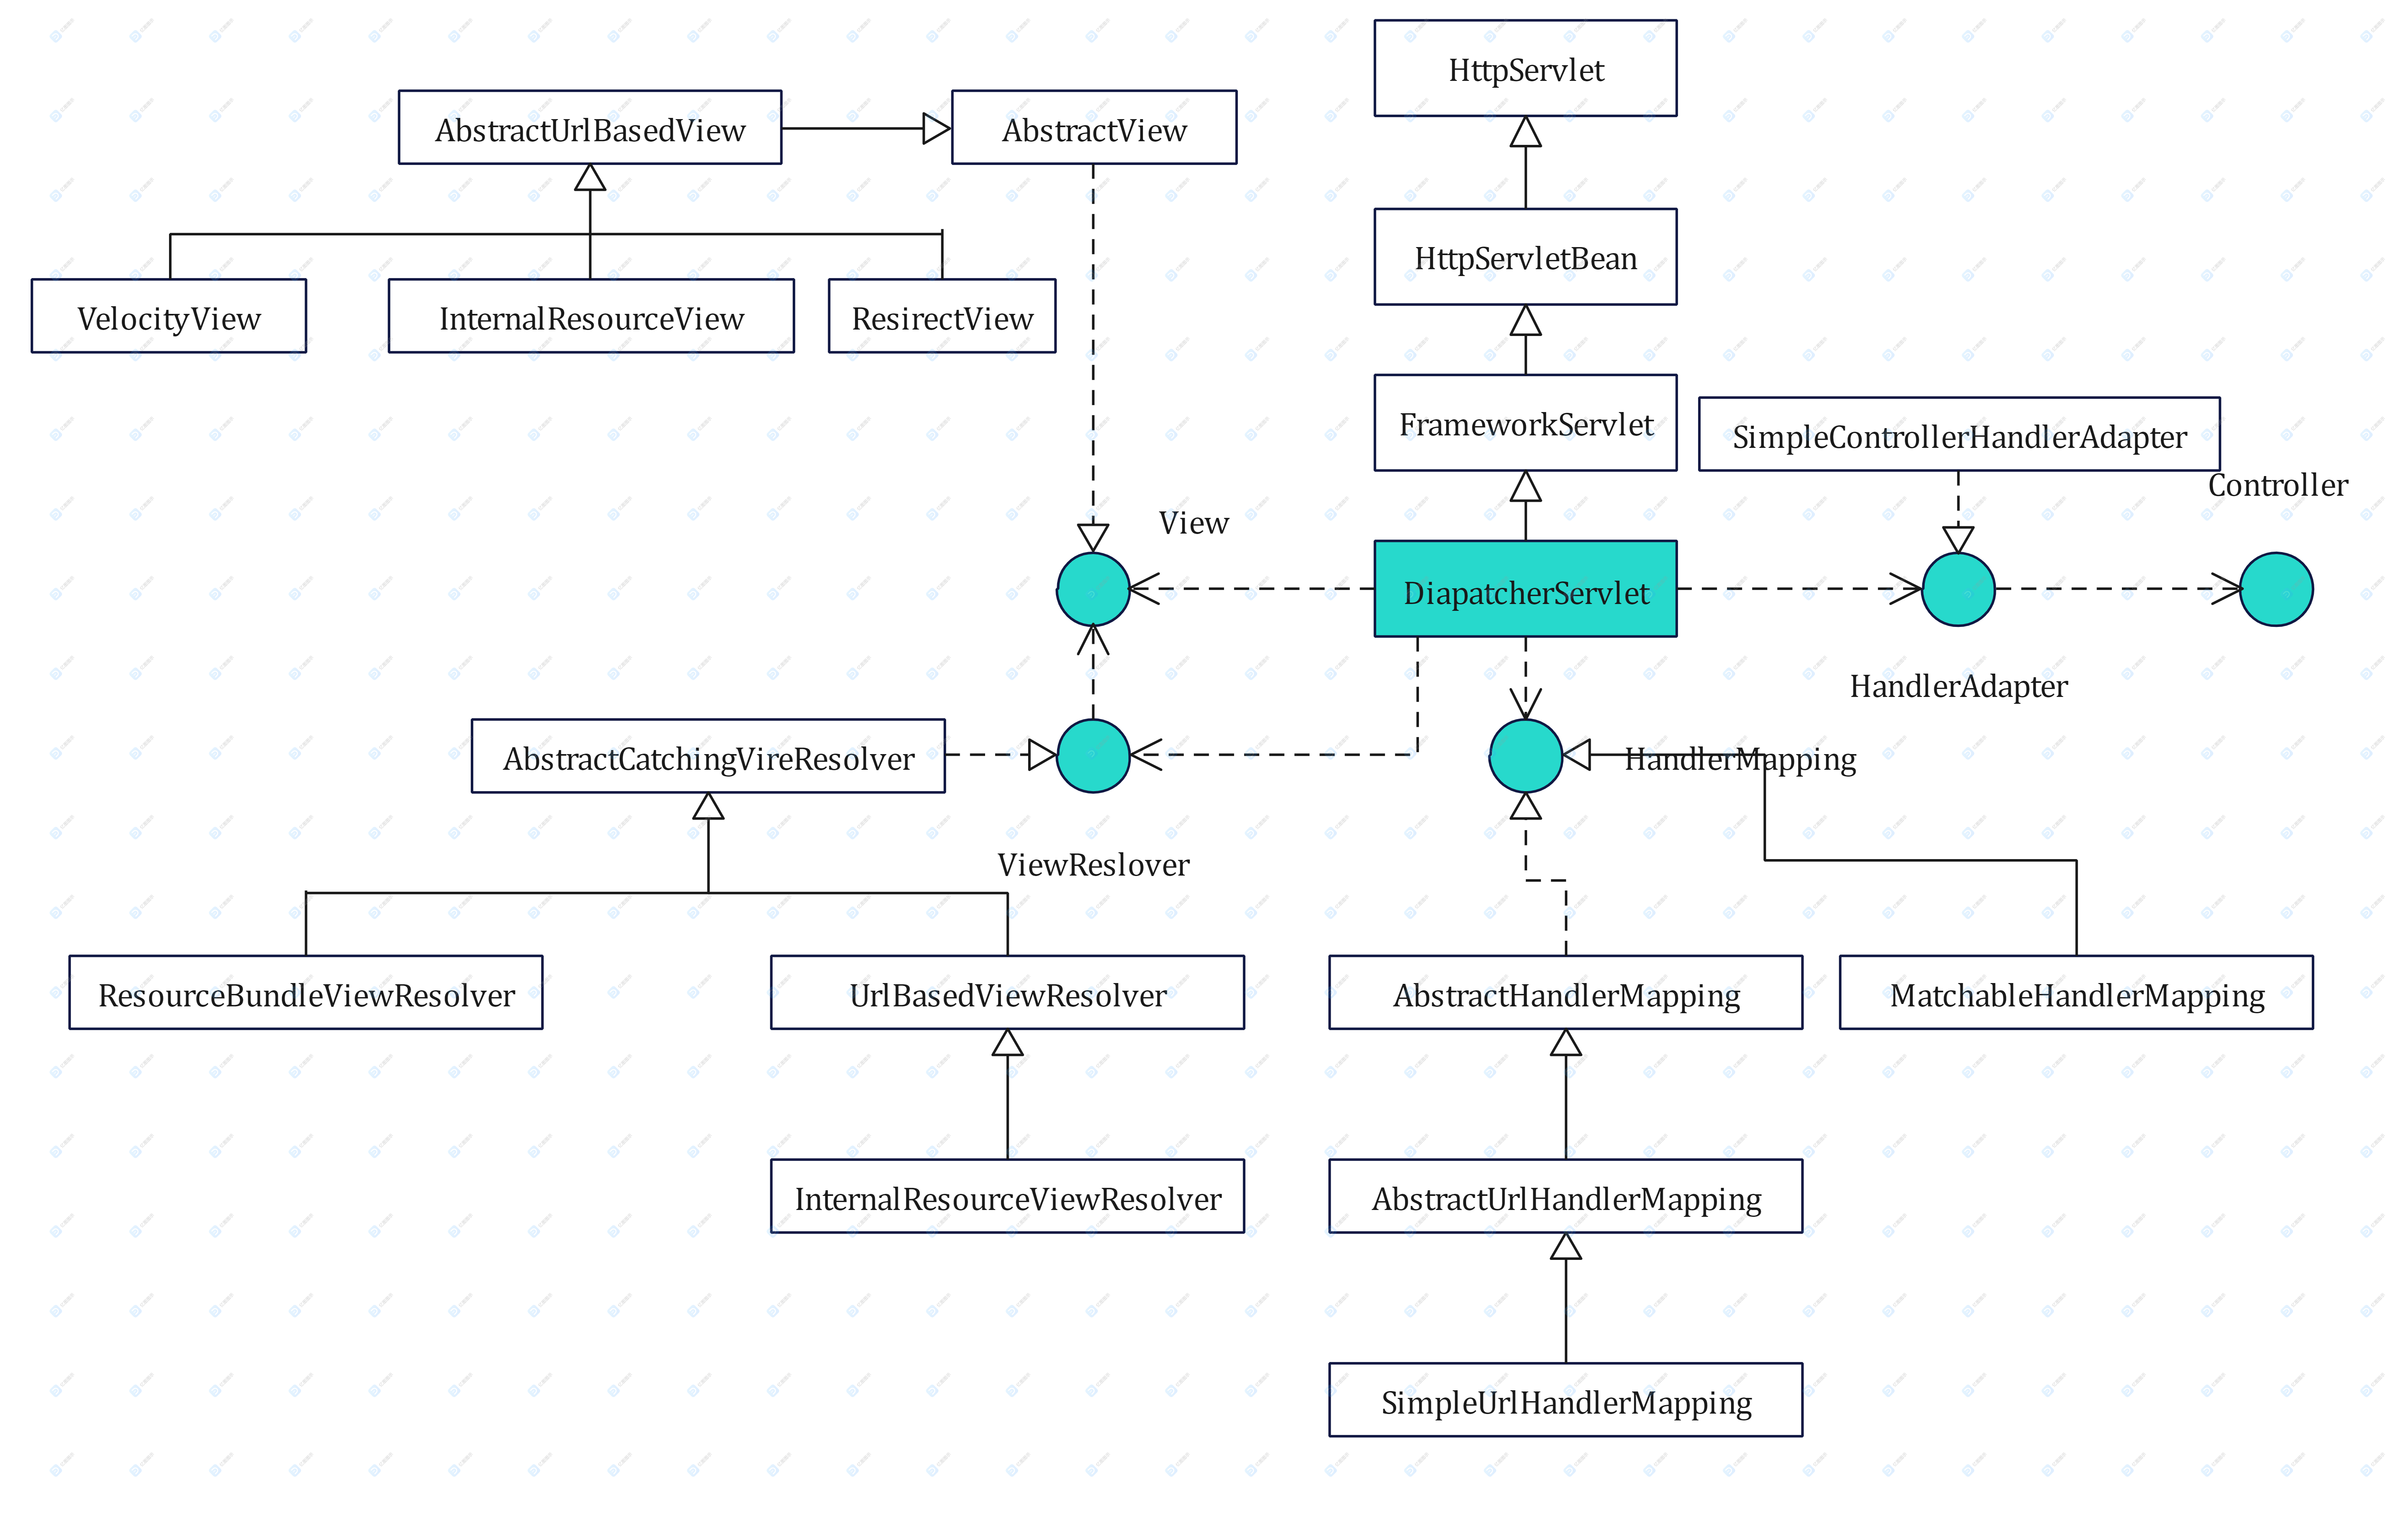 HttpServlet
AbstractUrlBasedView
AbstractView
HttpServletBean
VelocityView
InternalResourceView
ResirectView
FrameworkServlet
SimpleControllerHandlerAdapter
Controller
View
DiapatcherServlet
HandlerAdapter
AbstractCatchingVireResolver
HandlerMapping
ViewReslover
ResourceBundleViewResolver
UrlBasedViewResolver
AbstractHandlerMapping
MatchableHandlerMapping
InternalResourceViewResolver
AbstractUrlHandlerMapping
SimpleUrlHandlerMapping